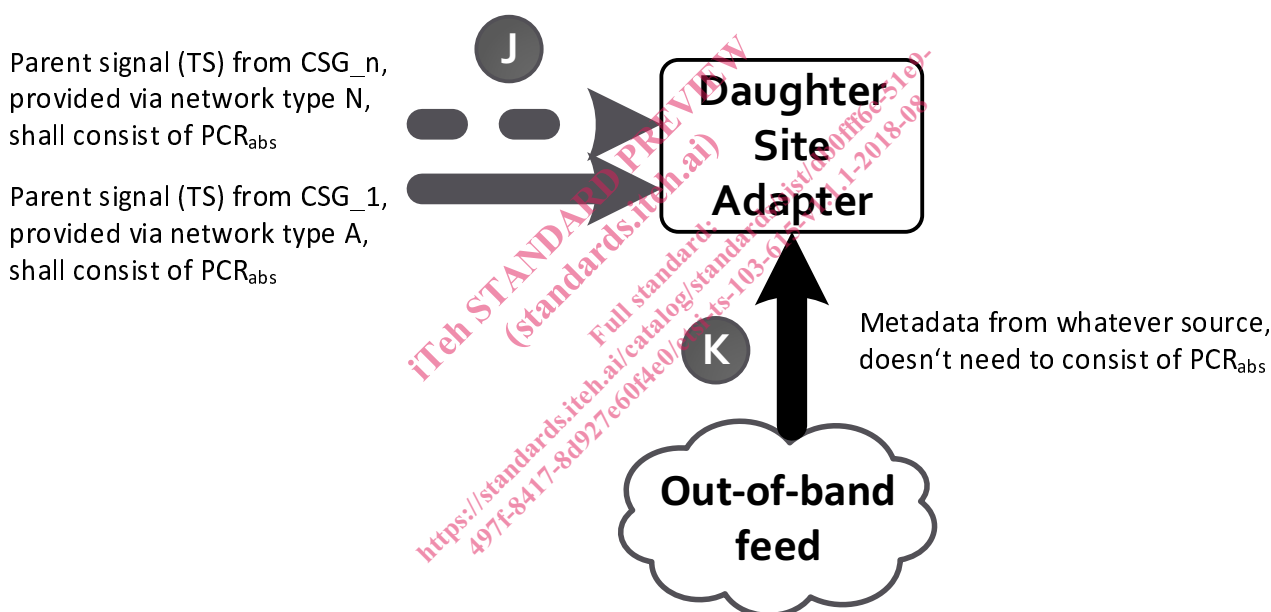 J
Parent signal (TS) from CSG_n,
provided via network type N,
shall consist of PCRabs
Parent signal (TS) from CSG_1,
provided via network type A,
shall consist of PCRabs
Daughter
Site
Adapter
K
Metadata from whatever source,
doesn‘t need to consist of PCRabs
Out-of-band
feed
iTeh STANDARD PREVIEW
(standards.iteh.ai)
Full standard: